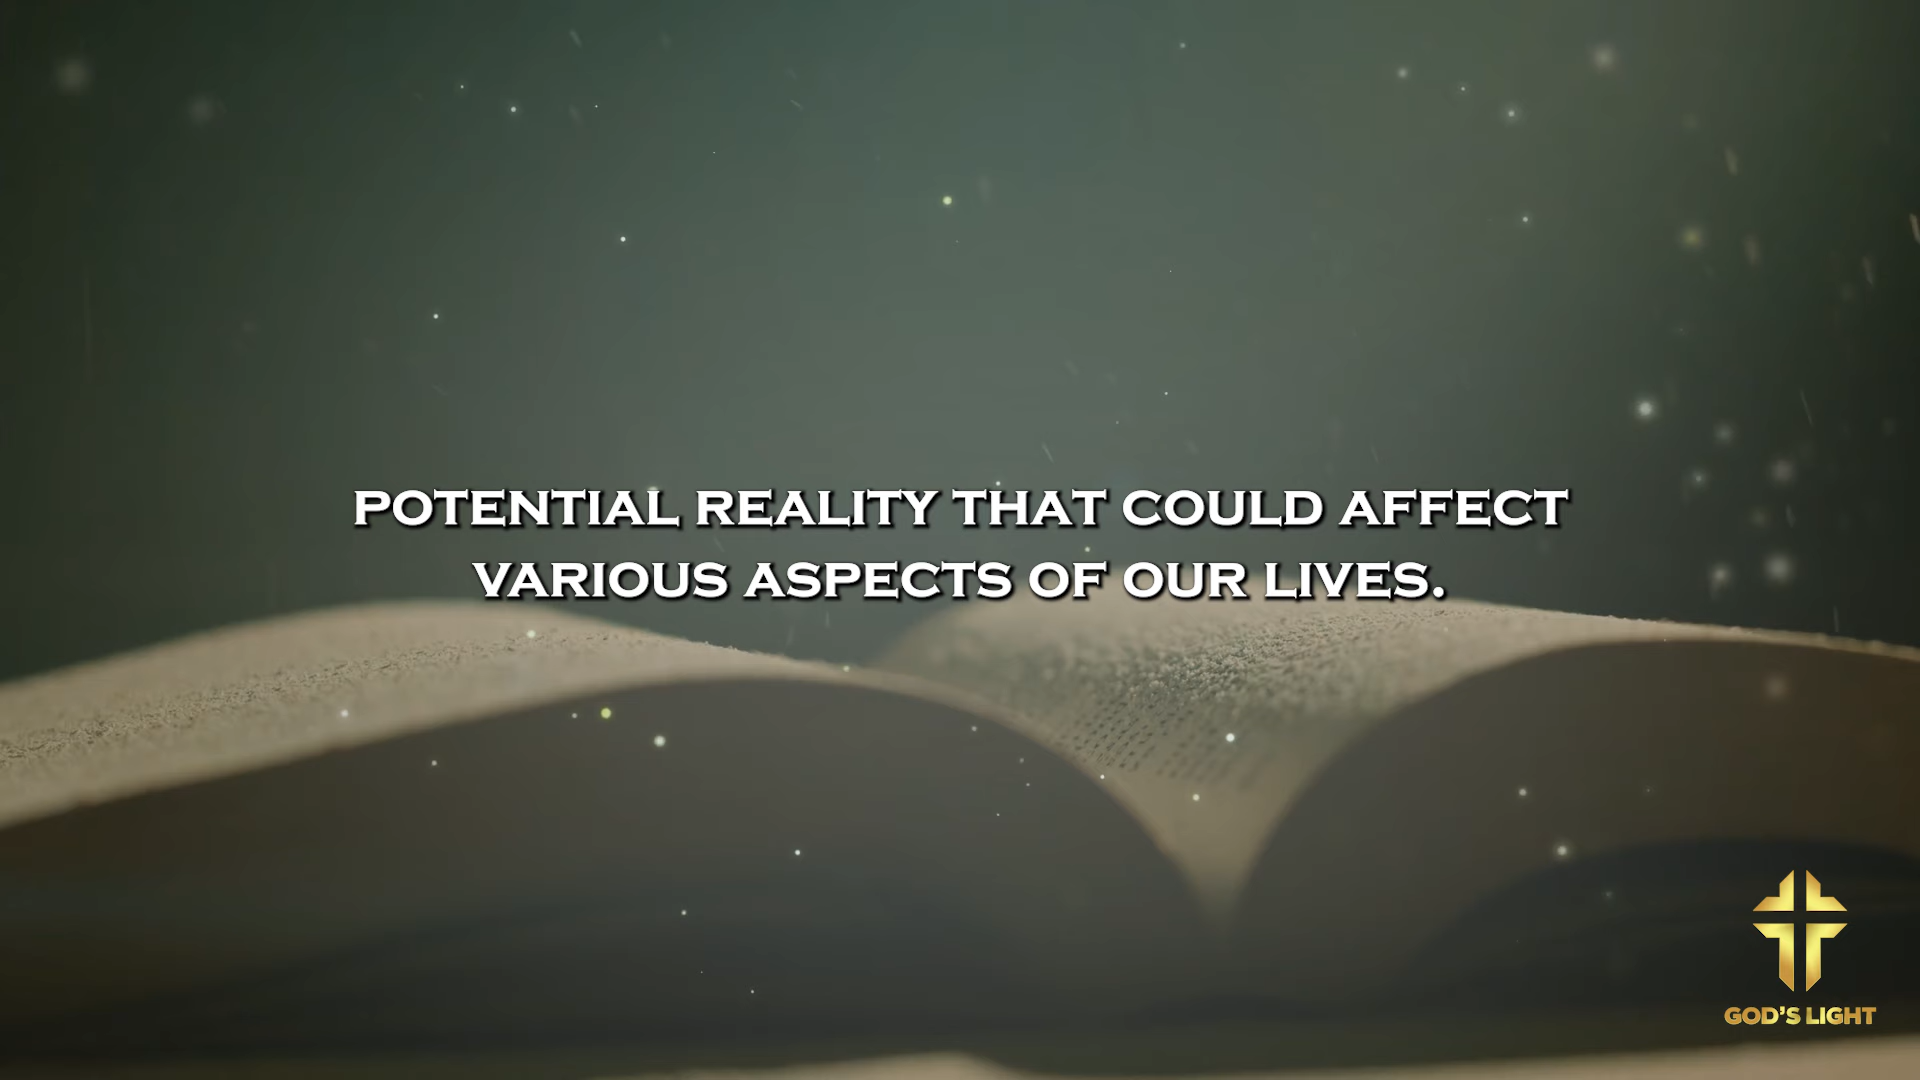 POTENTIAL REALITY THAT COULD AFFECT
VARIOUS ASPECTS OF OUR LIVES.
GOD'S LIGHT